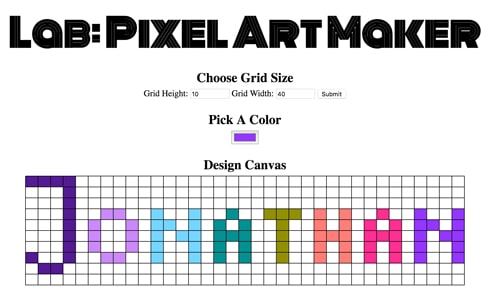 Lab: Pixel Art Maker
Choose Grid Size
Grid Height: 10 Grid Width: 40 Submit
Pick A Color
Design Canvas
JONATHAN